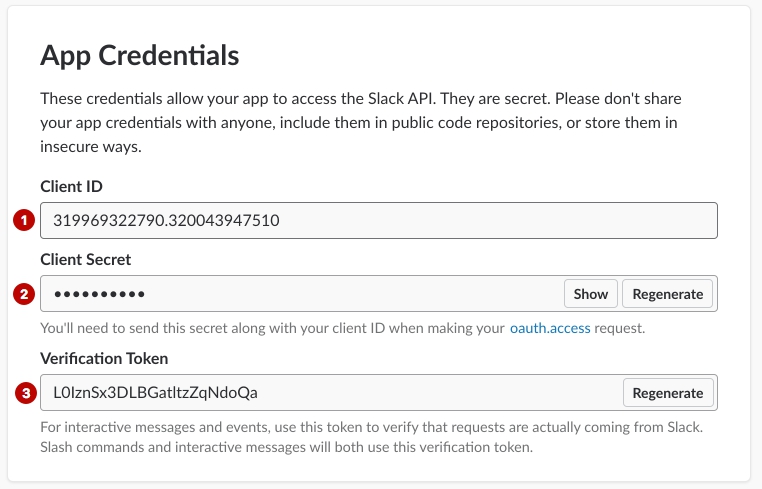 App Credentials
These credentials allow your app to access the Slack API. They are secret. Please don't share
your app credentials with anyone, include them in public code repositories, or store them in
insecure ways.
Client ID
1 319969322790.320043947510
Client Secret
2 •••••••••• Show Regenerate
You'll need to send this secret along with your client ID when making your oauth.access request.
Verification Token
3 L0IznSx3DLBGatltzZqNdoQa Regenerate
For interactive messages and events, use this token to verify that requests are actually coming from Slack.
Slash commands and interactive messages will both use this verification token.